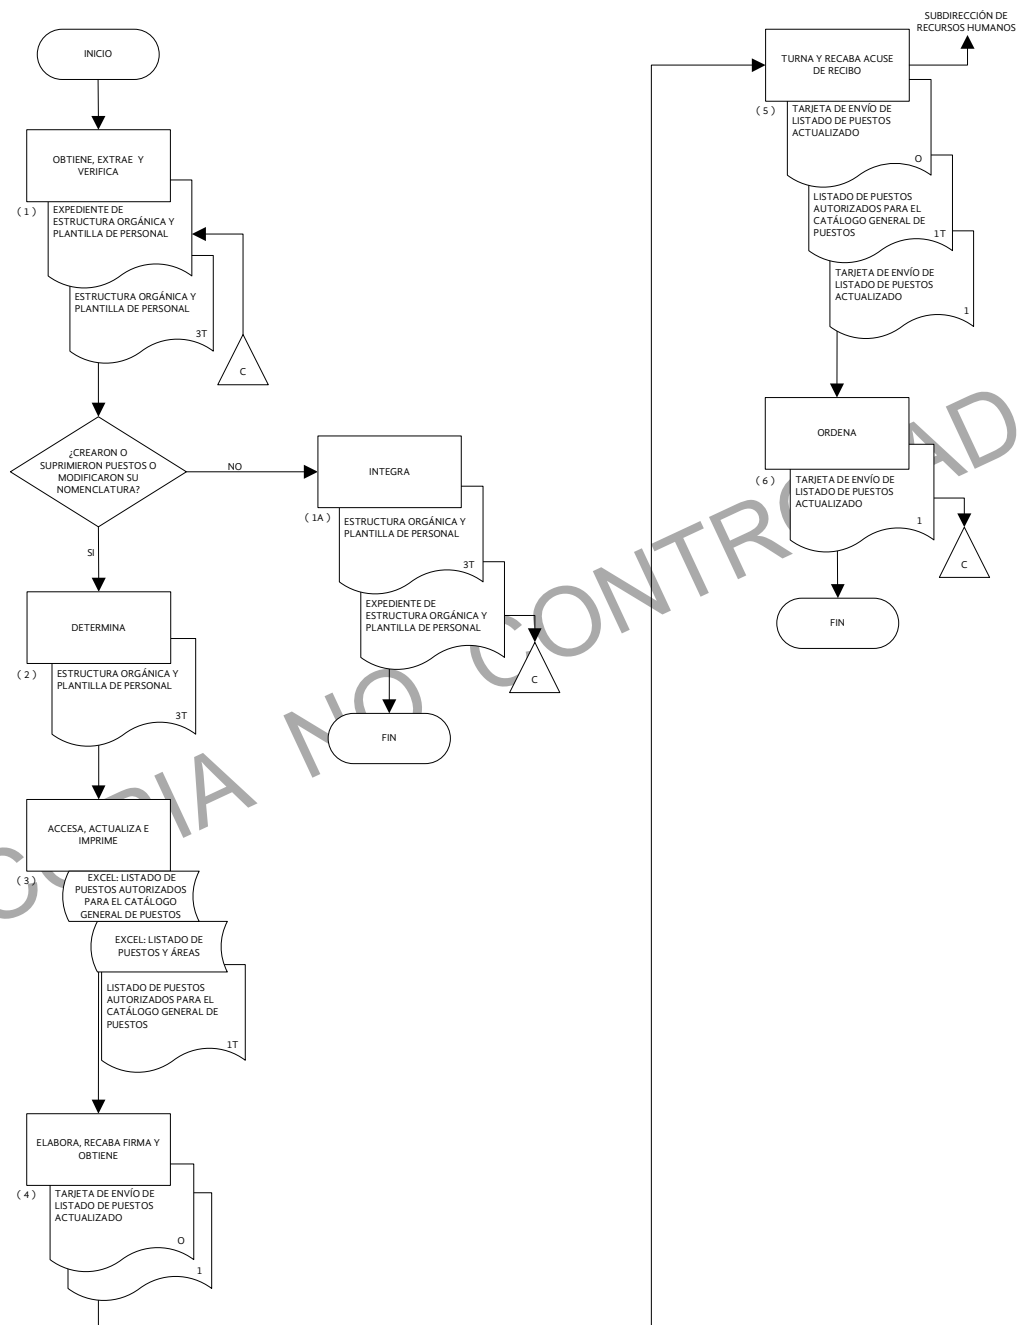 INICIO
OBTIENE, EXTRAE Y
VERIFICA
( 1 )
EXPEDIENTE DE
ESTRUCTURA ORGÁNICA Y
PLANTILLA DE PERSONAL
ESTRUCTURA ORGÁNICA Y
PLANTILLA DE PERSONAL
3T
C
¿CREARON O
SUPRIMIERON PUESTOS O
MODIFICARON SU
NOMENCLATURA?
NO
SI
INTEGRA
( 1A )
ESTRUCTURA ORGÁNICA Y
PLANTILLA DE PERSONAL
3T
EXPEDIENTE DE
ESTRUCTURA ORGÁNICA Y
PLANTILLA DE PERSONAL
C
FIN
DETERMINA
( 2 )
ESTRUCTURA ORGÁNICA Y
PLANTILLA DE PERSONAL
3T
ACCESA, ACTUALIZA E
IMPRIME
( 3 )
EXCEL: LISTADO DE
PUESTOS AUTORIZADOS
PARA EL CATÁLOGO
GENERAL DE PUESTOS
EXCEL: LISTADO DE
PUESTOS Y ÁREAS
LISTADO DE PUESTOS
AUTORIZADOS PARA EL
CATÁLOGO GENERAL DE
PUESTOS
1T
ELABORA, RECABA FIRMA Y
OBTIENE
( 4 )
TARJETA DE ENVÍO DE
LISTADO DE PUESTOS
ACTUALIZADO
O
1
SUBDIRECCIÓN DE
RECURSOS HUMANOS
TURNA Y RECABA ACUSE
DE RECIBO
( 5 )
TARJETA DE ENVÍO DE
LISTADO DE PUESTOS
ACTUALIZADO
O
LISTADO DE PUESTOS
AUTORIZADOS PARA EL
CATÁLOGO GENERAL DE
PUESTOS
1T
TARJETA DE ENVÍO DE
LISTADO DE PUESTOS
ACTUALIZADO
1
ORDENA
( 6 )
TARJETA DE ENVÍO DE
LISTADO DE PUESTOS
ACTUALIZADO
1
C
FIN